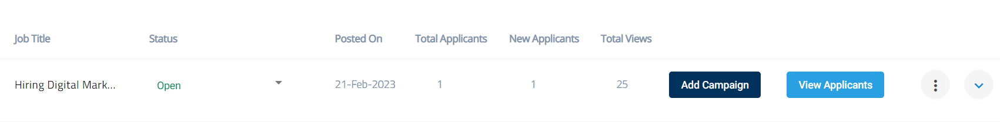 Job Title Status Posted On Total Applicants New Applicants Total Views
Hiring Digital Mark... Open 21-Feb-2023 1 1 25 Add Campaign View Applicants